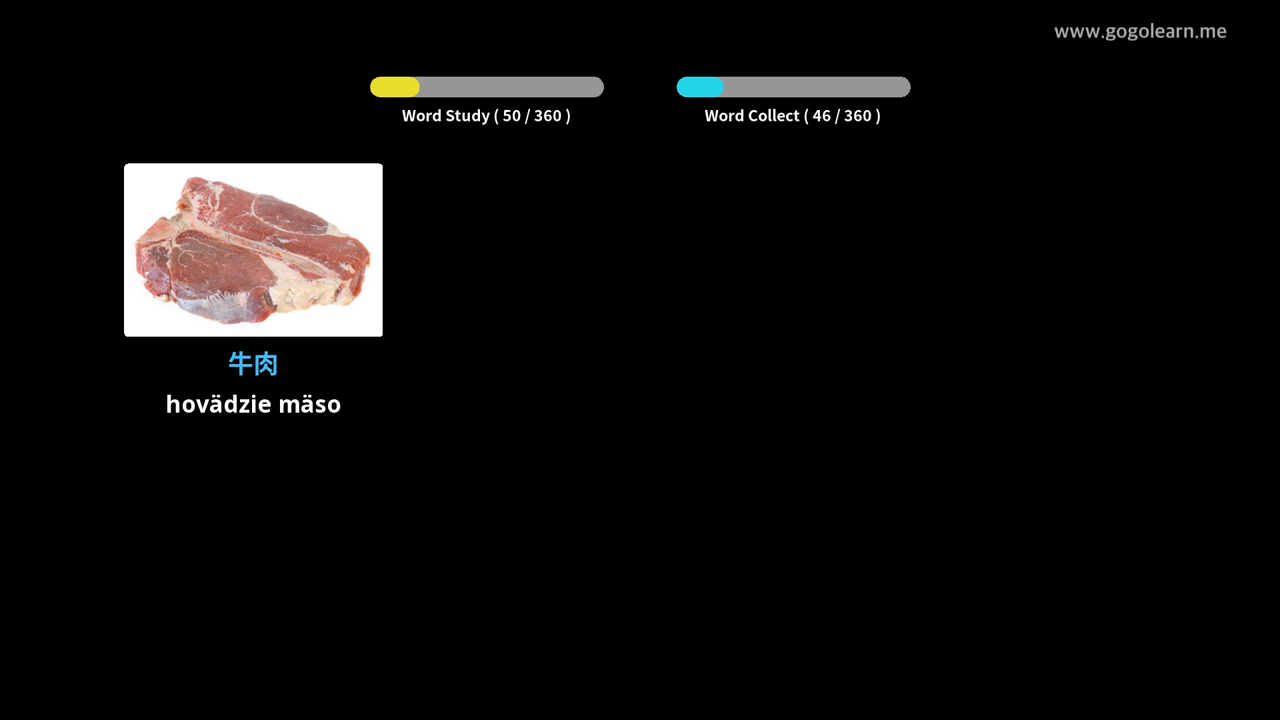 www.gogolearn.me
Word Study ( 50 / 360 )
Word Collect ( 46 / 360 )
牛肉
hovädzie mäso